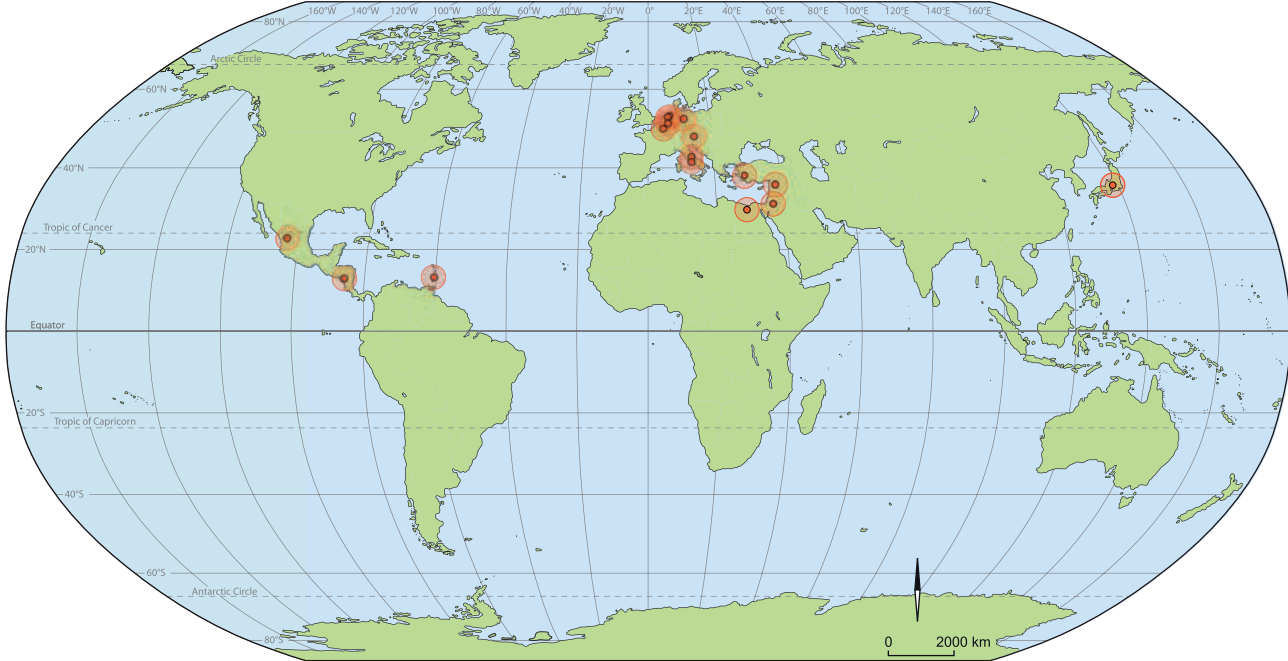 160°W 140°W 120°W 100°W 80°W 60°W 40°W 20°W 0° 20°E 40°E 60°E 80°E 100°E 120°E 140°E 160°E
80°N
Arctic Circle
60°N
40°N
Tropic of Cancer
20°N
Equator
20°S
Tropic of Capricorn
40°S
60°S
Antarctic Circle
80°S
0 2000 km